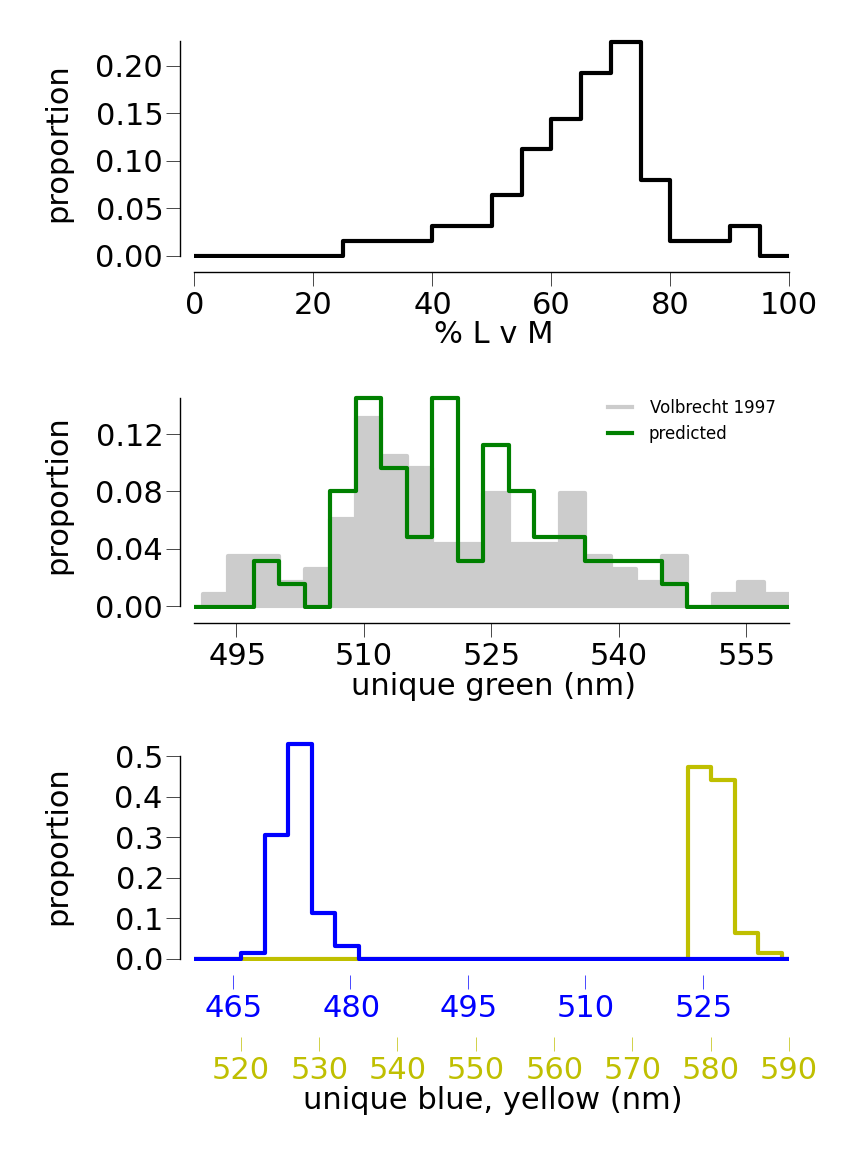 proportion
0.20
0.15
0.10
0.05
0.00
0 20 40 60 80 100
% L v M
proportion
0.12
0.08
0.04
0.00
Volbrecht 1997
predicted
495 510 525 540 555
unique green (nm)
proportion
0.5
0.4
0.3
0.2
0.1
0.0
465 480 495 510 525
520 530 540 550 560 570 580 590
unique blue, yellow (nm)